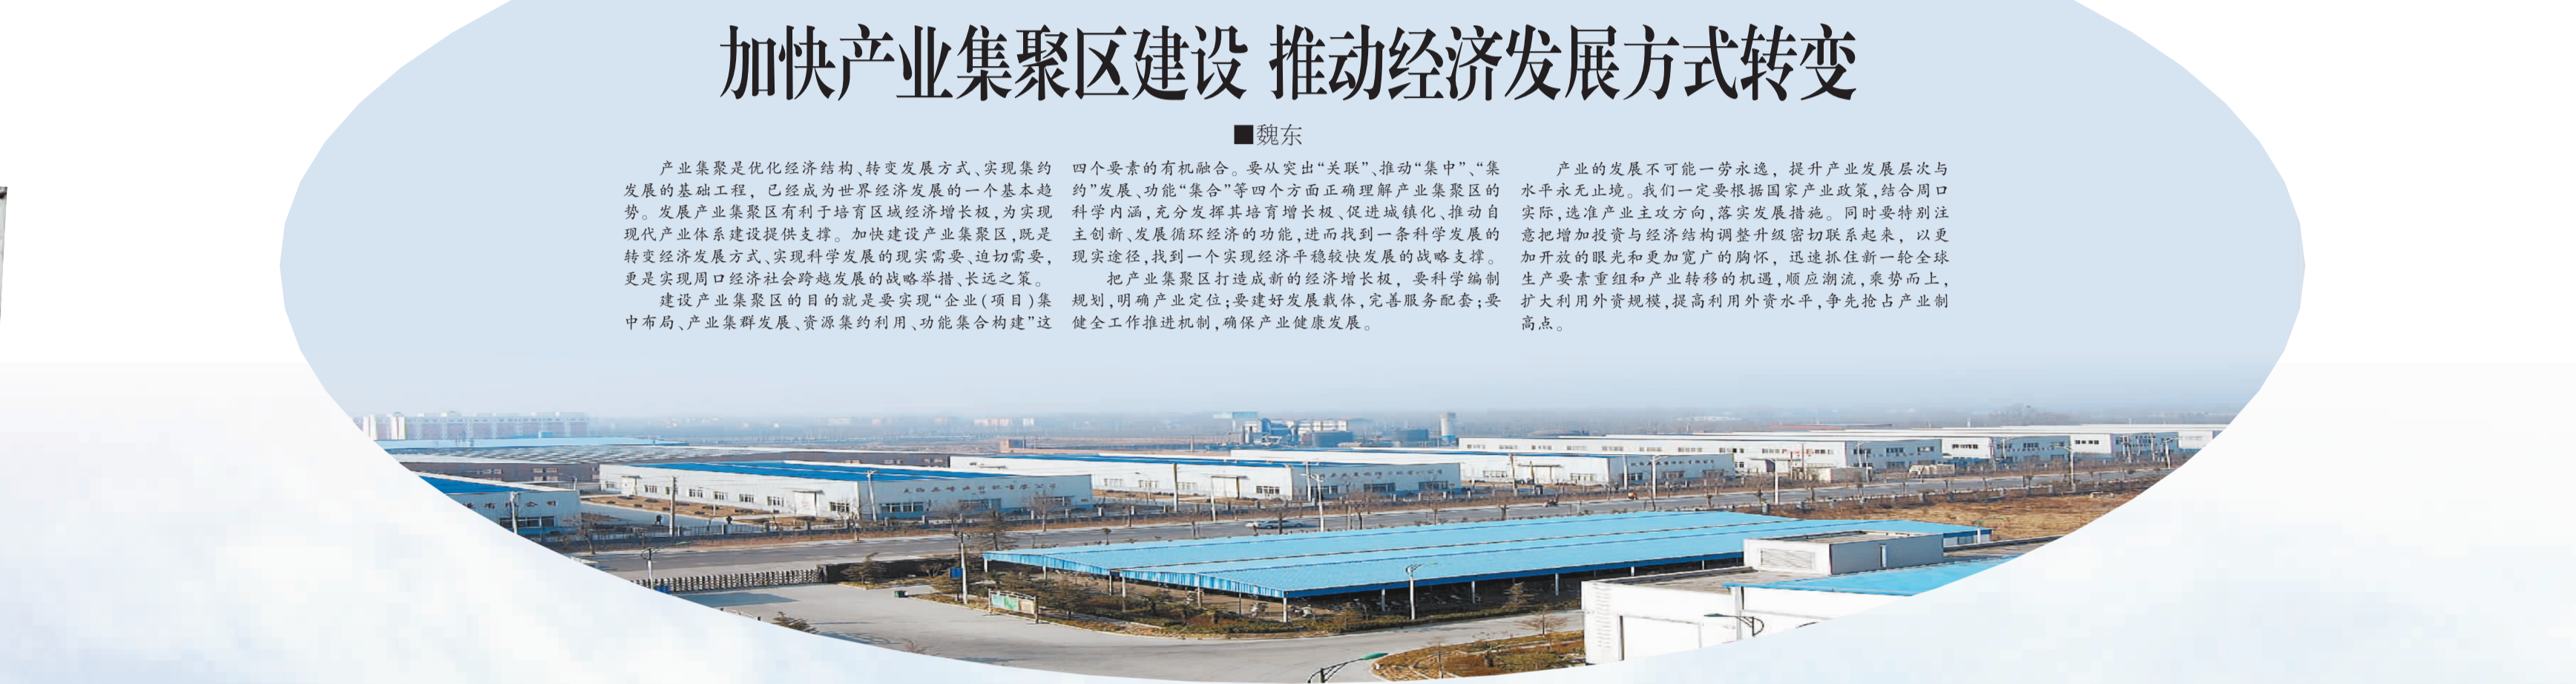 加快产业集聚区建设 推动经济发展方式转变
■魏东
产业集聚是优化经济结构、转变发展方式、实现集约
发展的基础工程，已经成为世界经济发展的一个基本趋
势。发展产业集聚区有利于培育区域经济增长极,为实现
现代产业体系建设提供支撑。加快建设产业集聚区,既是
转变经济发展方式、实现科学发展的现实需要、迫切需要,
更是实现周口经济社会跨越发展的战略举措、长远之策。
建设产业集聚区的目的就是要实现“企业(项目)集
中布局、产业集群发展、资源集约利用、功能集合构建”这
四个要素的有机融合。要从突出“关联”、推动“集中”、“集
约”发展、功能“集合”等四个方面正确理解产业集聚区的
科学内涵,充分发挥其培育增长极、促进城镇化、推动自
主创新、发展循环经济的功能,进而找到一条科学发展的
现实途径,找到一个实现经济平稳较快发展的战略支撑。
把产业集聚区打造成新的经济增长极，要科学编制
规划,明确产业定位;要建好发展载体,完善服务配套;要
健全工作推进机制,确保产业健康发展。
产业的发展不可能一劳永逸，提升产业发展层次与
水平永无止境。我们一定要根据国家产业政策,结合周口
实际,选准产业主攻方向,落实发展措施。同时要特别注
意把增加投资与经济结构调整升级密切联系起来，以更
加开放的眼光和更加宽广的胸怀，迅速抓住新一轮全球
生产要素重组和产业转移的机遇,顺应潮流,乘势而上,
扩大利用外资规模,提高利用外资水平,争先抢占产业制
高点。